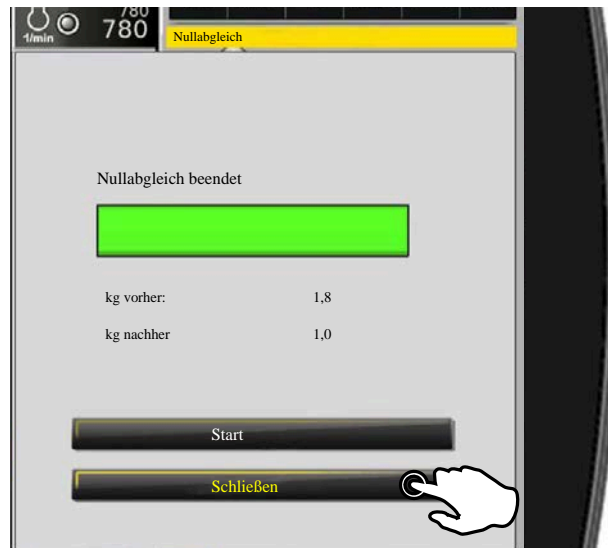 780
1/min 780
Nullabgleich
Nullabgleich beendet
kg vorher: 1,8
kg nachher 1,0
Start
Schließen